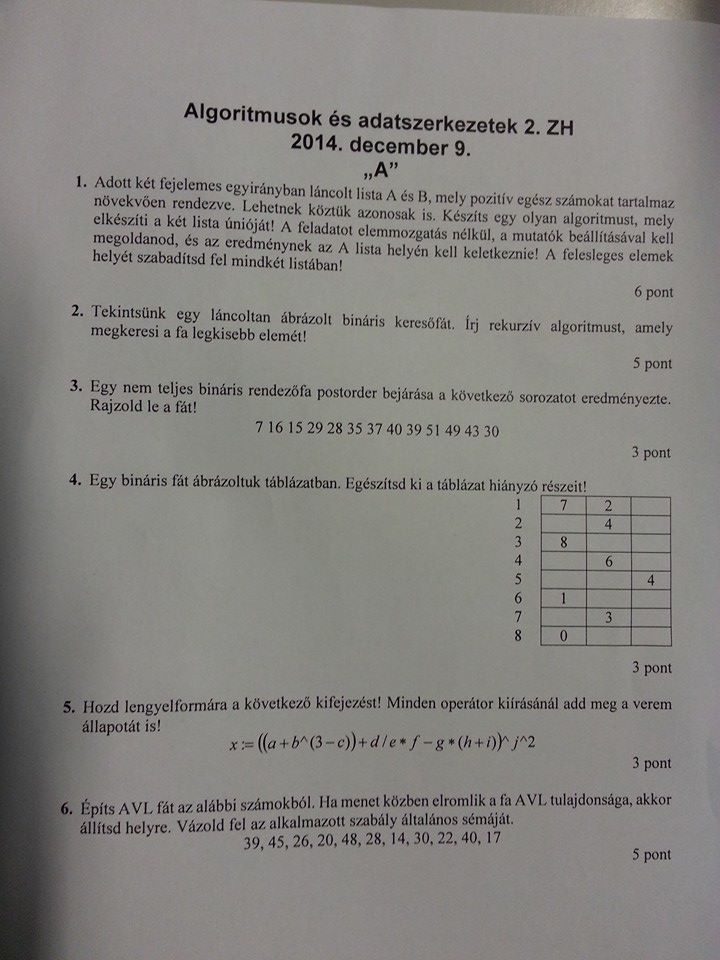 Algoritmusok és adatszerkezetek 2. ZH
2014. december 9.
„A”
1. Adott két fejelemes egyirányban láncolt lista A és B, mely pozitív egész számokat tartalmaz
növekvően rendezve. Lehetnek köztük azonosak is. Készíts egy olyan algoritmust, mely
elkészíti a két lista únióját! A feladatot elemmozgatás nélkül, a mutatók beállításával kell
megoldanod, és az eredménynek az A lista helyén kell keletkeznie! A felesleges elemek
helyét szabadítsd fel mindkét listában!
6 pont
2. Tekintsünk egy láncoltan ábrázolt bináris keresőfát. Írj rekurzív algoritmust, amely
megkeresi a fa legkisebb elemét!
5 pont
3. Egy nem teljes bináris rendezőfa postorder bejárása a következő sorozatot eredményezte.
Rajzold le a fát!
7 16 15 29 28 35 37 40 39 51 49 43 30
3 pont
4. Egy bináris fát ábrázoltuk táblázatban. Egészítsd ki a táblázat hiányzó részeit!
1 7 2
2 4
3 8
4 6
5 4
6 1
7 3
8 0
3 pont
5. Hozd lengyelformára a következő kifejezést! Minden operátor kiírásánál add meg a verem
állapotát is!
x := ((a + b^(3 − c)) + d / e * f − g * (h + i))^ j^2
3 pont
6. Építs AVL fát az alábbi számokból. Ha menet közben elromlik a fa AVL tulajdonsága, akkor
állítsd helyre. Vázold fel az alkalmazott szabály általános sémáját.
39, 45, 26, 20, 48, 28, 14, 30, 22, 40, 17
5 pont